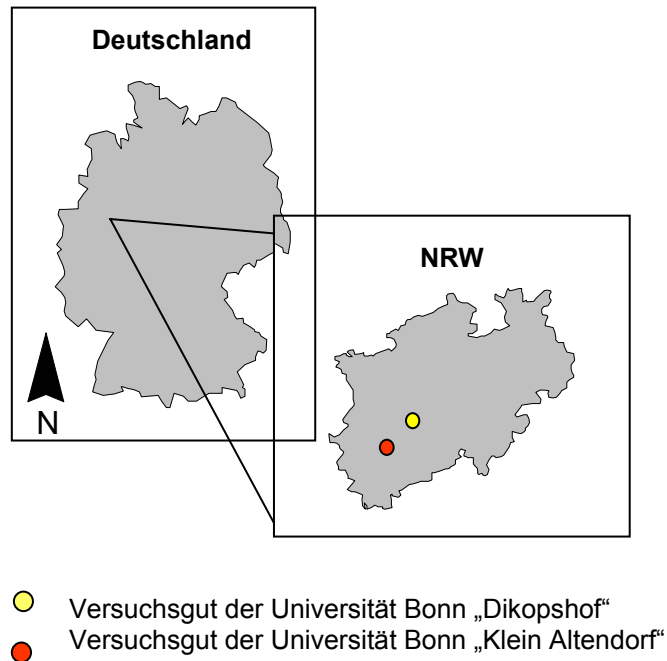 Deutschland
NRW
N
Versuchsgut der Universität Bonn „Dikopshof“
Versuchsgut der Universität Bonn „Klein Altendorf“